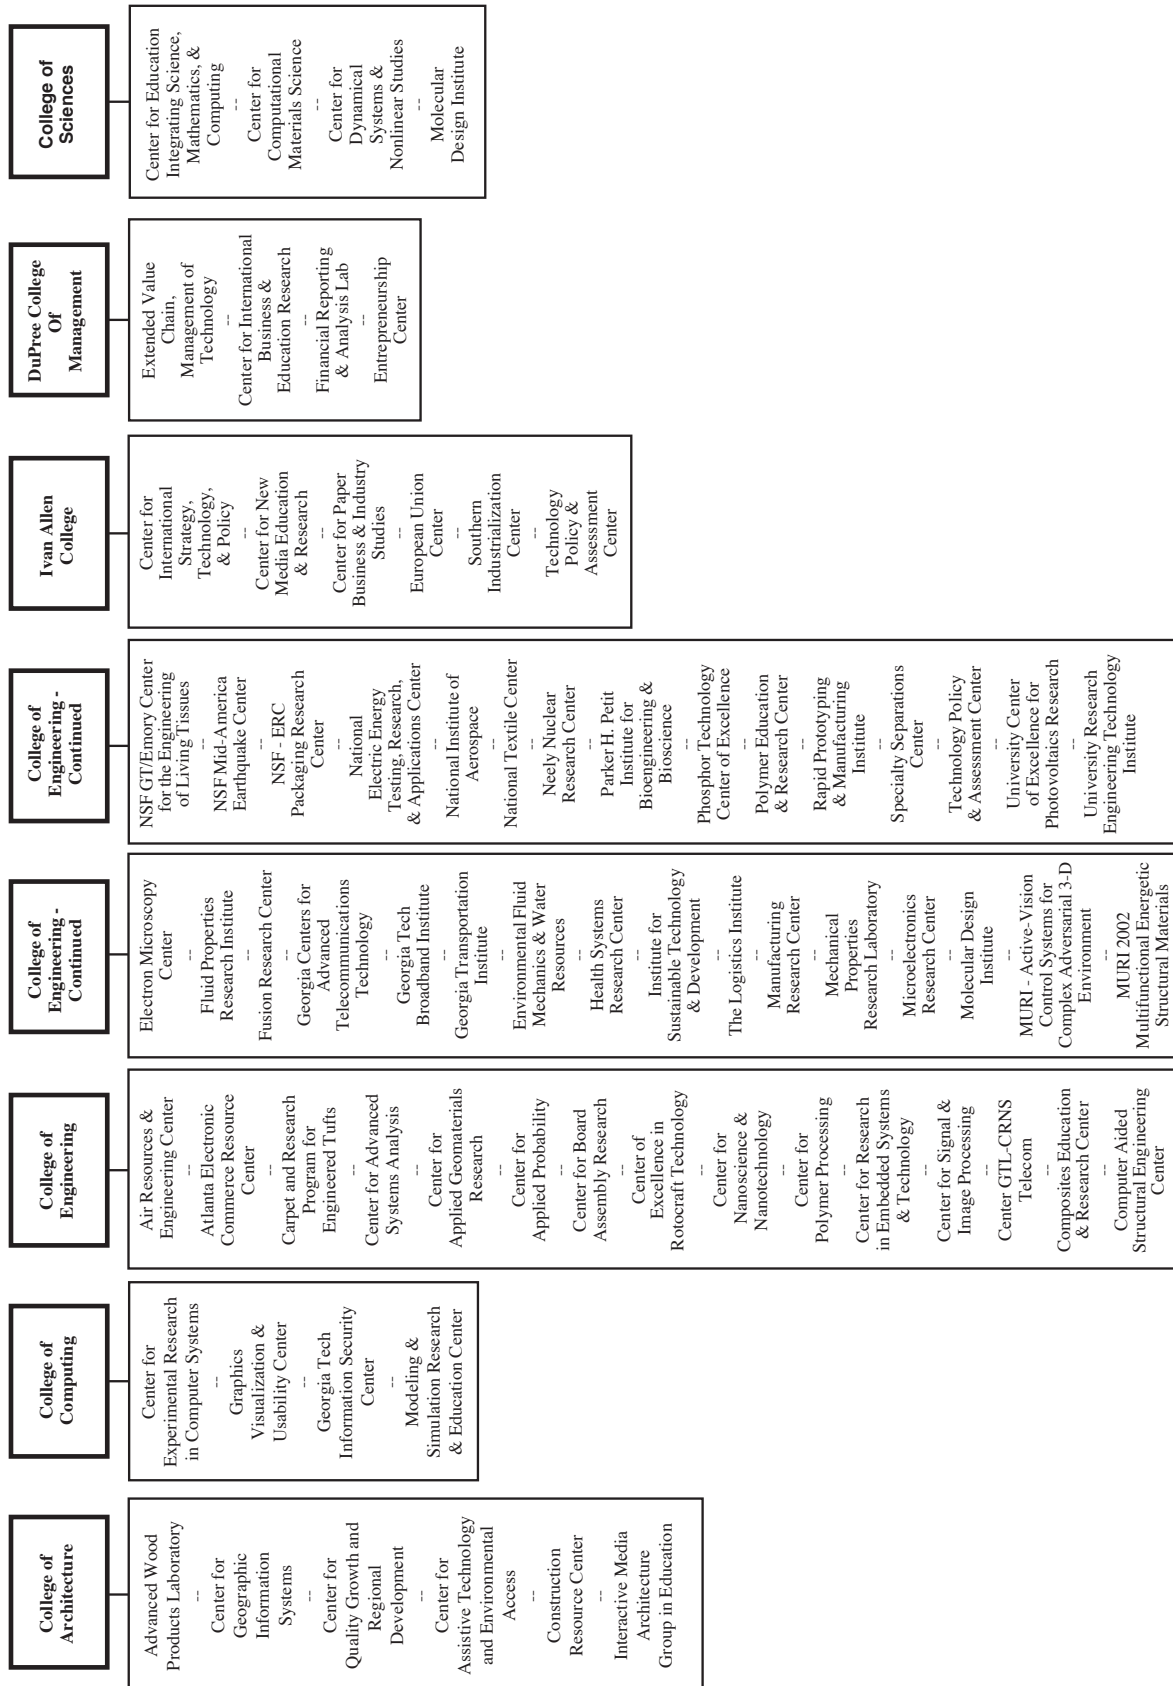 College of
Architecture
Advanced Wood
Products Laboratory
--
Center for
Geographic
Information
Systems
--
Center for
Quality Growth and
Regional
Development
--
Center for
Assistive Technology
and Environmental
Access
--
Construction
Resource Center
--
Interactive Media
Architecture
Group in Education
College of
Computing
Center for
Experimental Research
in Computer Systems
--
Graphics
Visualization &
Usability Center
--
Georgia Tech
Information Security
Center
--
Modeling &
Simulation Research
& Education Center
College of
Engineering
Air Resources &
Engineering Center
--
Atlanta Electronic
Commerce Resource
Center
--
Carpet and Research
Program for
Engineered Tufts
--
Center for Advanced
Systems Analysis
--
Center for
Applied Geomaterials
Research
--
Center for
Applied Probability
--
Center for Board
Assembly Research
--
Center of
Excellence in
Rotocraft Technology
--
Center for
Nanoscience &
Nanotechnology
--
Center for
Polymer Processing
--
Center for Research
in Embedded Systems
& Technology
--
Center for Signal &
Image Processing
--
Center GTL-CRNS
Telecom
--
Composites Education
& Research Center
--
Computer Aided
Structural Engineering
Center
College of
Engineering -
Continued
Electron Microscopy
Center
--
Fluid Properties
Research Institute
--
Fusion Research Center
--
Georgia Centers for
Advanced
Telecommunications
Technology
--
Georgia Tech
Broadband Institute
--
Georgia Transportation
Institute
--
Environmental Fluid
Mechanics & Water
Resources
--
Health Systems
Research Center
--
Institute for
Sustainable Technology
& Development
--
The Logistics Institute
--
Manufacturing
Research Center
--
Mechanical
Properties
Research Laboratory
--
Microelectronics
Research Center
--
Molecular Design
Institute
--
MURI - Active-Vision
Control Systems for
Complex Adversarial 3-D
Environment
--
MURI 2002
Multifunctional Energetic
Structural Materials
College of
Engineering -
Continued
NSF GT/Emory Center
for the Engineering
of Living Tissues
--
NSF Mid-America
Earthquake Center
--
NSF - ERC
Packaging Research
Center
--
National
Electric Energy
Testing, Research,
& Applications Center
--
National Institute of
Aerospace
--
National Textile Center
--
Neely Nuclear
Research Center
--
Parker H. Petit
Institute for
Bioengineering &
Bioscience
--
Phosphor Technology
Center of Excellence
--
Polymer Education
& Research Center
--
Rapid Prototyping
& Manufacturing
Institute
--
Specialty Separations
Center
--
Technology Policy
& Assessment Center
--
University Center
of Excellence for
Photovoltaics Research
--
University Research
Engineering Technology
Institute
Ivan Allen
College
Center for
International
Strategy,
Technology,
& Policy
--
Center for New
Media Education
& Research
--
Center for Paper
Business & Industry
Studies
--
European Union
Center
--
Southern
Industrialization
Center
--
Technology
Policy &
Assessment
Center
DuPree College
Of
Management
Extended Value
Chain,
Management of
Technology
--
Center for International
Business &
Education Research
--
Financial Reporting
& Analysis Lab
--
Entrepreneurship
Center
College of
Sciences
Center for Education
Integrating Science,
Mathematics, &
Computing
--
Center for
Computational
Materials Science
--
Center for
Dynamical
Systems &
Nonlinear Studies
--
Molecular
Design Institute